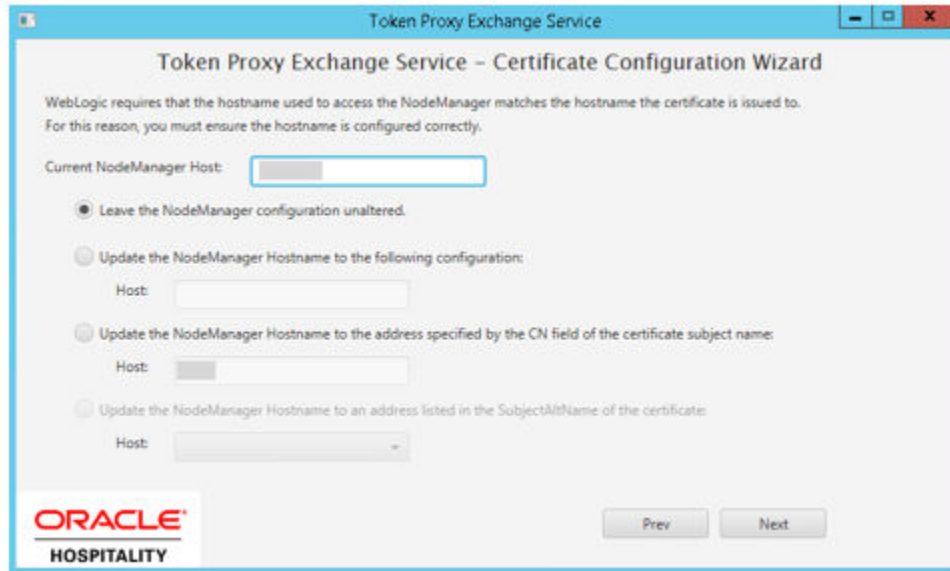 Token Proxy Exchange Service
Token Proxy Exchange Service – Certificate Configuration Wizard
WebLogic requires that the hostname used to access the NodeManager matches the hostname the certificate is issued to.
For this reason, you must ensure the hostname is configured correctly.
Current NodeManager Host:
Leave the NodeManager configuration unaltered.
Update the NodeManager Hostname to the following configuration:
Host:
Update the NodeManager Hostname to the address specified by the CN field of the certificate subject name:
Host:
Update the NodeManager Hostname to an address listed in the SubjectAltName of the certificate:
Host:
Prev Next
ORACLE®
HOSPITALITY